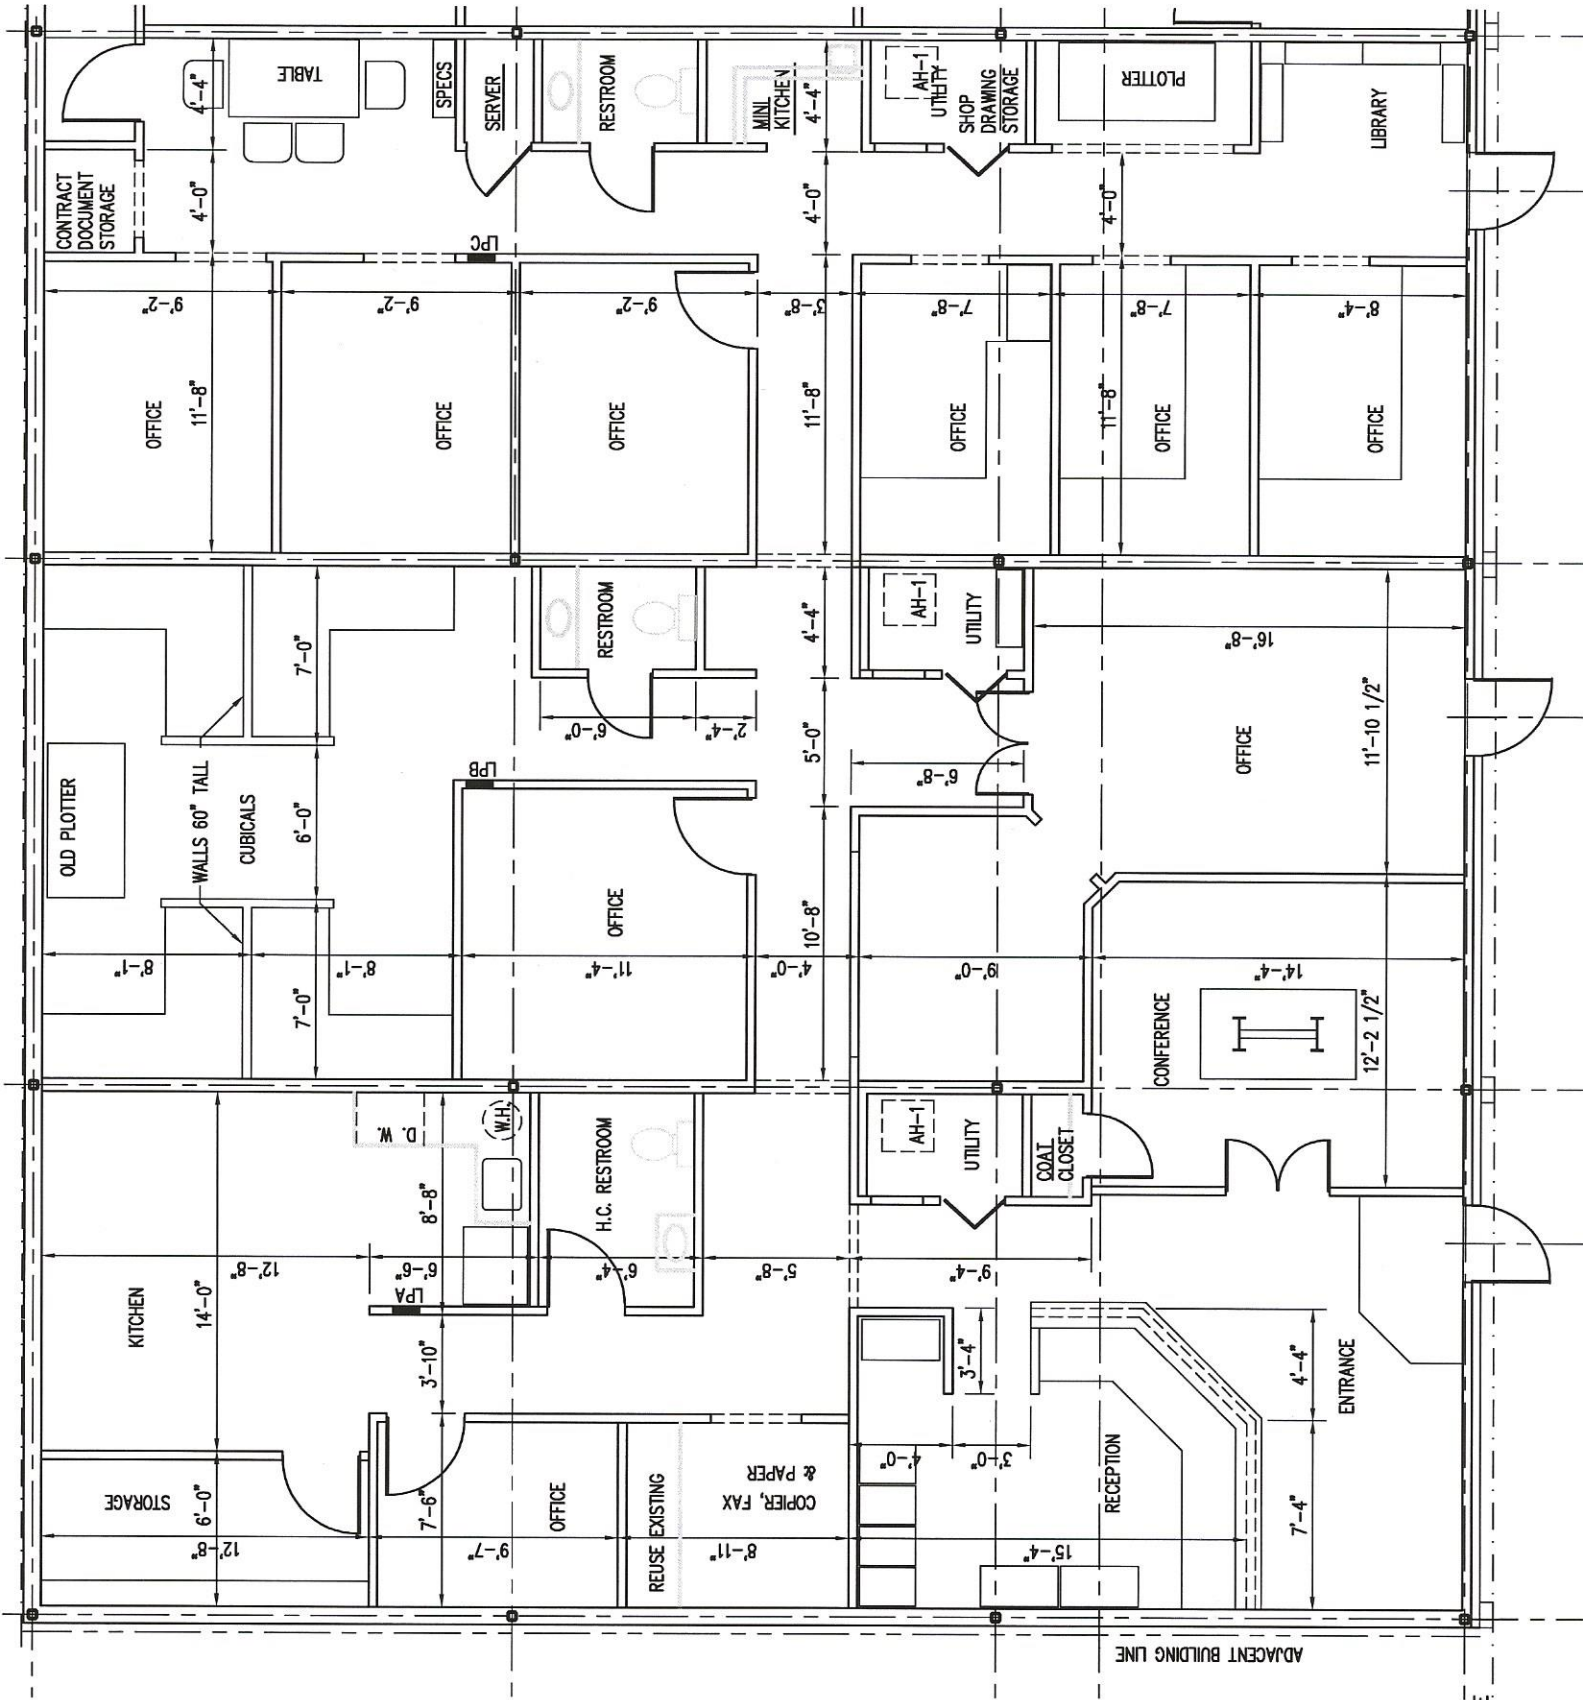 TABLE
4'-4"
SPECS
SERVER
RESTROOM
MINI
KITCHEN
4'-4"
AH-1
UTILITY
SHOP
DRAWING
STORAGE
PLOTTER
LIBRARY
CONTRACT
DOCUMENT
STORAGE
4'-0"
LPC
4'-0"
4'-0"
9'-2"
9'-2"
9'-2"
3'-8"
7'-8"
7'-8"
8'-4"
OFFICE
11'-8"
OFFICE
OFFICE
11'-8"
OFFICE
11'-8"
OFFICE
OFFICE
7'-0"
RESTROOM
4'-4"
AH-1
UTILITY
16'-8"
6'-0"
2'-4"
5'-0"
6'-8"
OFFICE
11'-10 1/2"
OLD PLOTTER
WALLS 60" TALL
CUBICALS
6'-0"
LPB
OFFICE
10'-8"
8'-1"
8'-1"
11'-4"
4'-0"
9'-0"
14'-4"
7'-0"
CONFERENCE
12'-2 1/2"
D. W.
W.H.
H.C. RESTROOM
AH-1
UTILITY
COAT
CLOSET
8'-8"
12'-8"
6'-6"
6'-4"
5'-8"
9'-4"
KITCHEN
14'-0"
LPA
3'-10"
3'-4"
4'-4"
ENTRANCE
4'-0"
3'-0"
STORAGE
6'-0"
7'-6"
OFFICE
REUSE EXISTING
COPIER, FAX
& PAPER
RECEPTION
7'-4"
12'-8"
9'-7"
8'-11"
15'-4"
ADJACENT BUILDING LINE